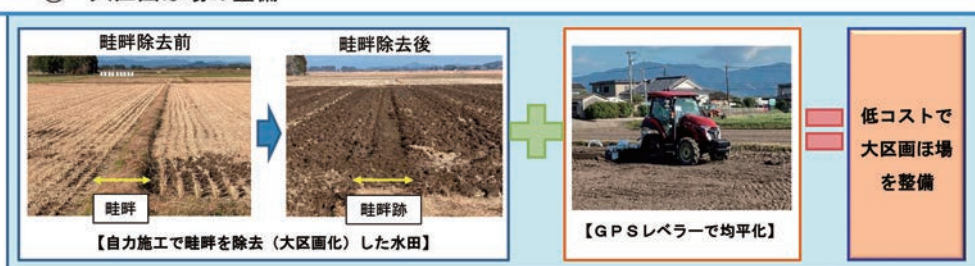 畦畔除去前
畦畔除去後
畦畔
畦畔跡
【自力施工で畦畔を除去（大区画化）した水田】
【ＧＰＳレベラーで均平化】
低コストで
大区画ほ場
を整備